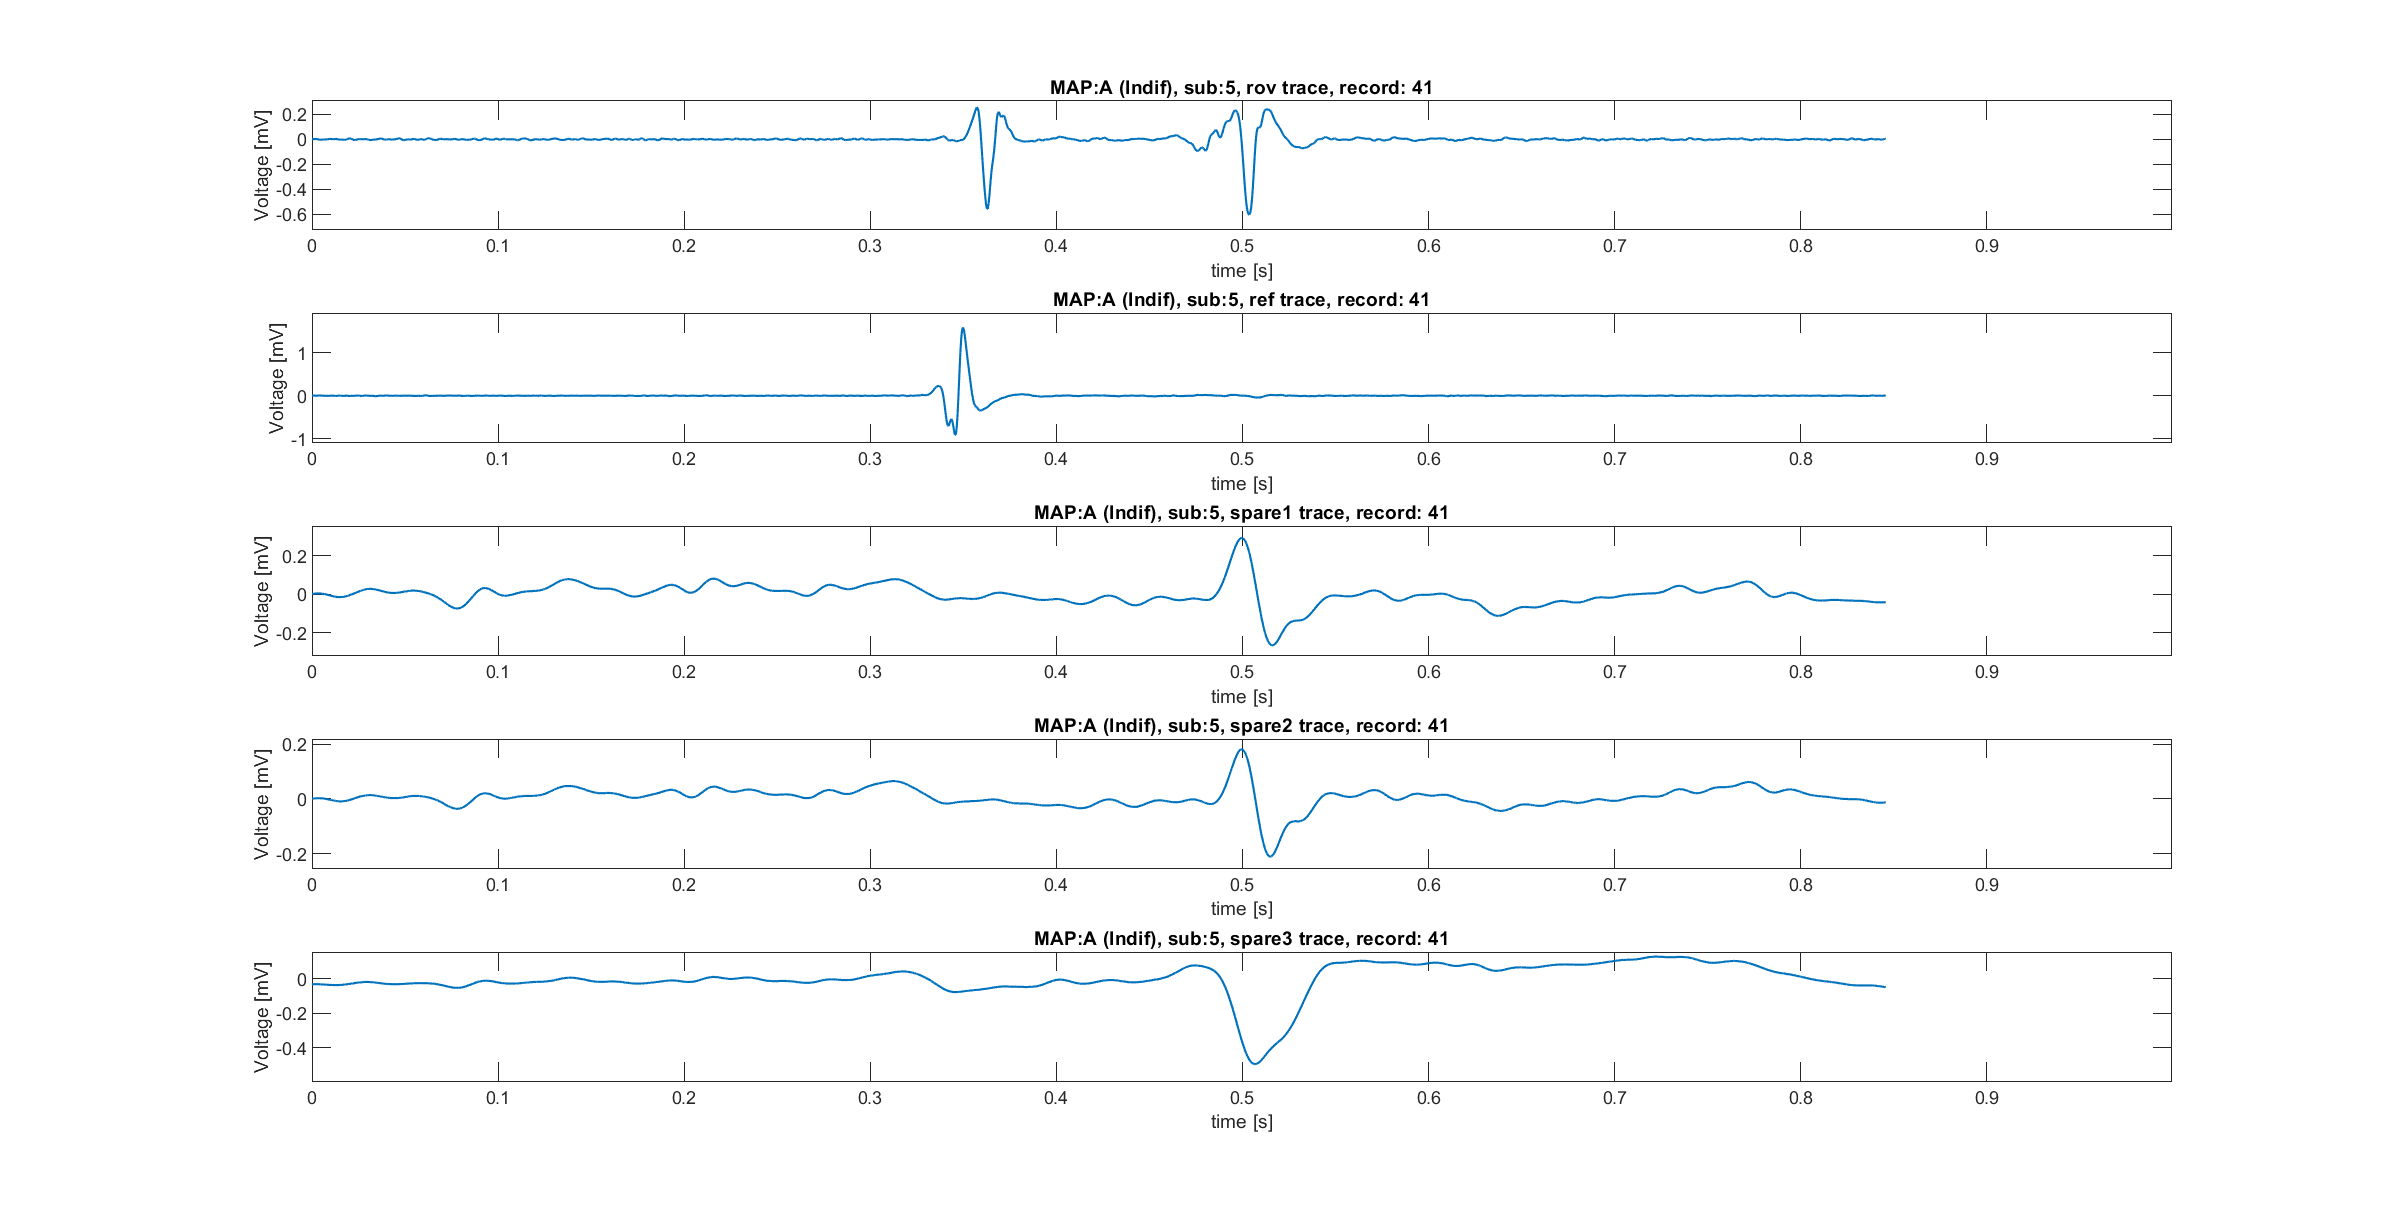 MAP:A (Indif), sub:5, rov trace, record: 41
Voltage [mV]
0.2
0
-0.2
-0.4
-0.6
0 0.1 0.2 0.3 0.4 0.5 0.6 0.7 0.8 0.9
time [s]
MAP:A (Indif), sub:5, ref trace, record: 41
Voltage [mV]
1
0
-1
0 0.1 0.2 0.3 0.4 0.5 0.6 0.7 0.8 0.9
time [s]
MAP:A (Indif), sub:5, spare1 trace, record: 41
Voltage [mV]
0.2
0
-0.2
0 0.1 0.2 0.3 0.4 0.5 0.6 0.7 0.8 0.9
time [s]
MAP:A (Indif), sub:5, spare2 trace, record: 41
Voltage [mV]
0.2
0
-0.2
0 0.1 0.2 0.3 0.4 0.5 0.6 0.7 0.8 0.9
time [s]
MAP:A (Indif), sub:5, spare3 trace, record: 41
Voltage [mV]
0
-0.2
-0.4
0 0.1 0.2 0.3 0.4 0.5 0.6 0.7 0.8 0.9
time [s]